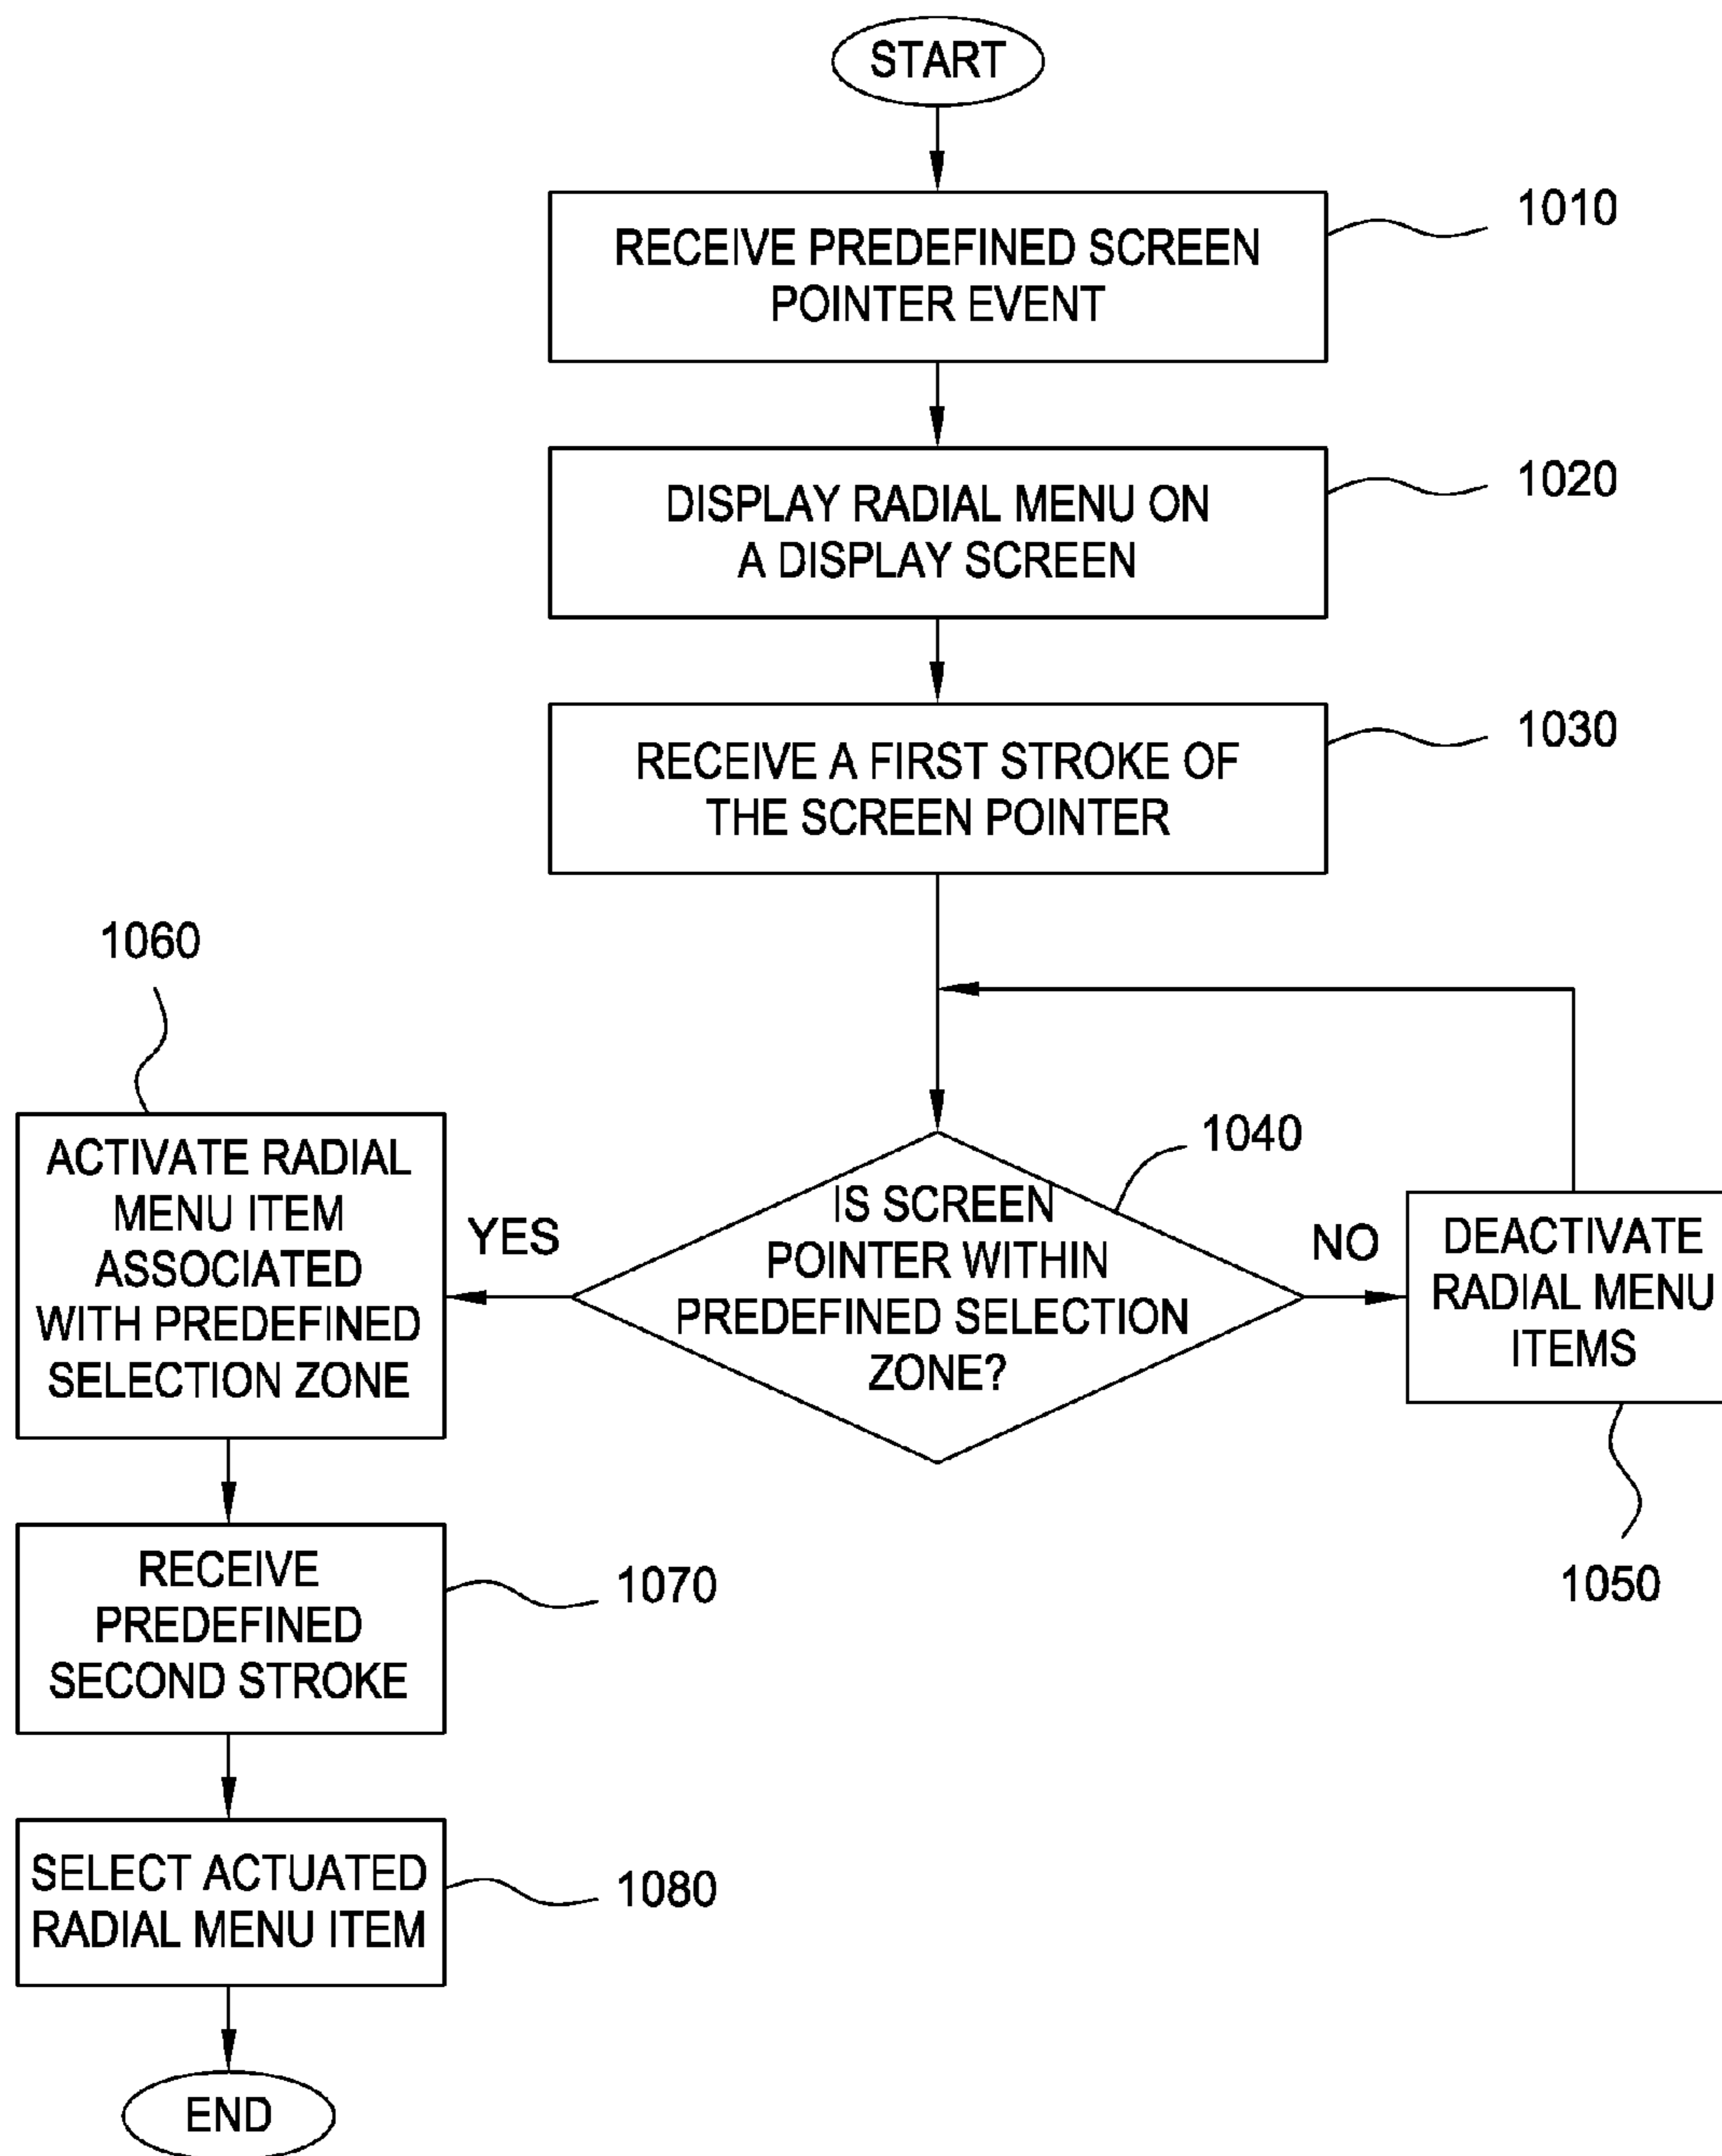 START
RECEIVE PREDEFINED SCREEN
POINTER EVENT
1010
DISPLAY RADIAL MENU ON
A DISPLAY SCREEN
1020
RECEIVE A FIRST STROKE OF
THE SCREEN POINTER
1030
IS SCREEN
POINTER WITHIN
PREDEFINED SELECTION
ZONE?
1040
NO
DEACTIVATE
RADIAL MENU
ITEMS
1050
YES
1060
ACTIVATE RADIAL
MENU ITEM
ASSOCIATED
WITH PREDEFINED
SELECTION ZONE
RECEIVE
PREDEFINED
SECOND STROKE
1070
SELECT ACTUATED
RADIAL MENU ITEM
1080
END